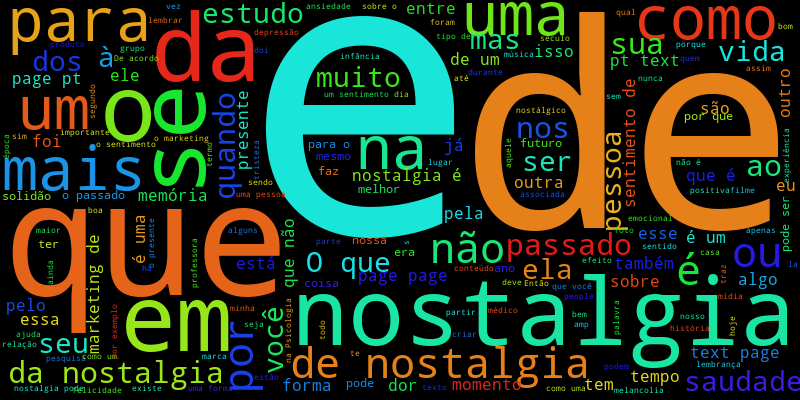 para
da
estudo
entre
uma
como
vez
lembrar
grupo
ansiedade
sobre o
foram
tipo de
qual
bom
dos
à
page pt
ele
De acordo
mas
de um
isso
sua
pt text
porque
vida
quem
assim
infância
muito
um sentimento dia
até
durante
música
século
nunca
um
o
se
quando
presente
segundo
sim
foi
importante
o sentimento
o marketing
termo
tristeza
e
de
e
nostálgico
aquele
nos
futuro
para o
mesmo
faz
na
já
lugar
nostalgia é
melhor
ser
outra
associada
sem
pessoa
sentimento de
são
por que
outro
não é
que é
ao
eu
positivafilme
experiência
pode ser
mais
época
solidão
o passado
memória
sendo
uma pessoa
que
boa
maior
ter
ainda
é uma
o presente
há
professora
alguns
está
que não
O que
nossa
parte
era
pela
não
passado
ela
também
esse
sentido
emocional
foto
é um
apenas
casa
ou
é
algo
la
page page
coisa
conteúdo
ano
deve
Então
efeito
sobre
traz
mídia
pelo
essa
ajuda
relação
seu
pesquisa
marketing de
por exemplo
em
por
minha
seja
você
na Psicologia
todo
nostalgia
partir
criar
médico
que você
people
bem
amp
palavra
nosso
história
hoje
como um
marca
da nostalgia
nostalgia pode
felicidade
existe
uma forma
estão
te
de nostalgia
forma
pode
dor
texto
momento
como uma
tem
podem
tempo
melancolia
text page
lembrança
saudade